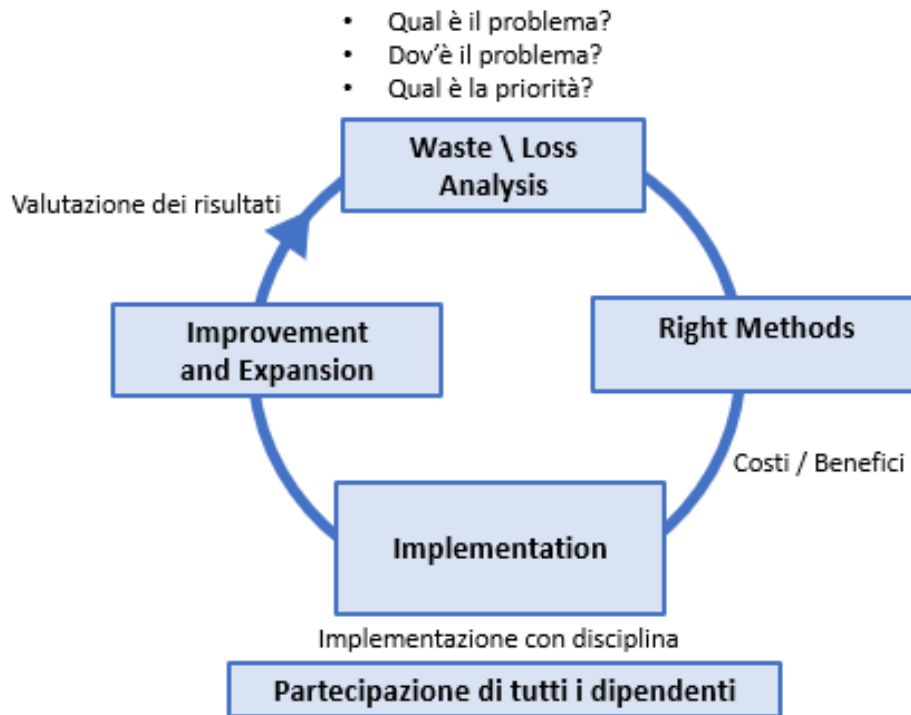 • Qual è il problema?
• Dov'è il problema?
• Qual è la priorità?
Waste \ Loss
Analysis
Valutazione dei risultati
Improvement
and Expansion
Right Methods
Costi / Benefici
Implementation
Implementazione con disciplina
Partecipazione di tutti i dipendenti